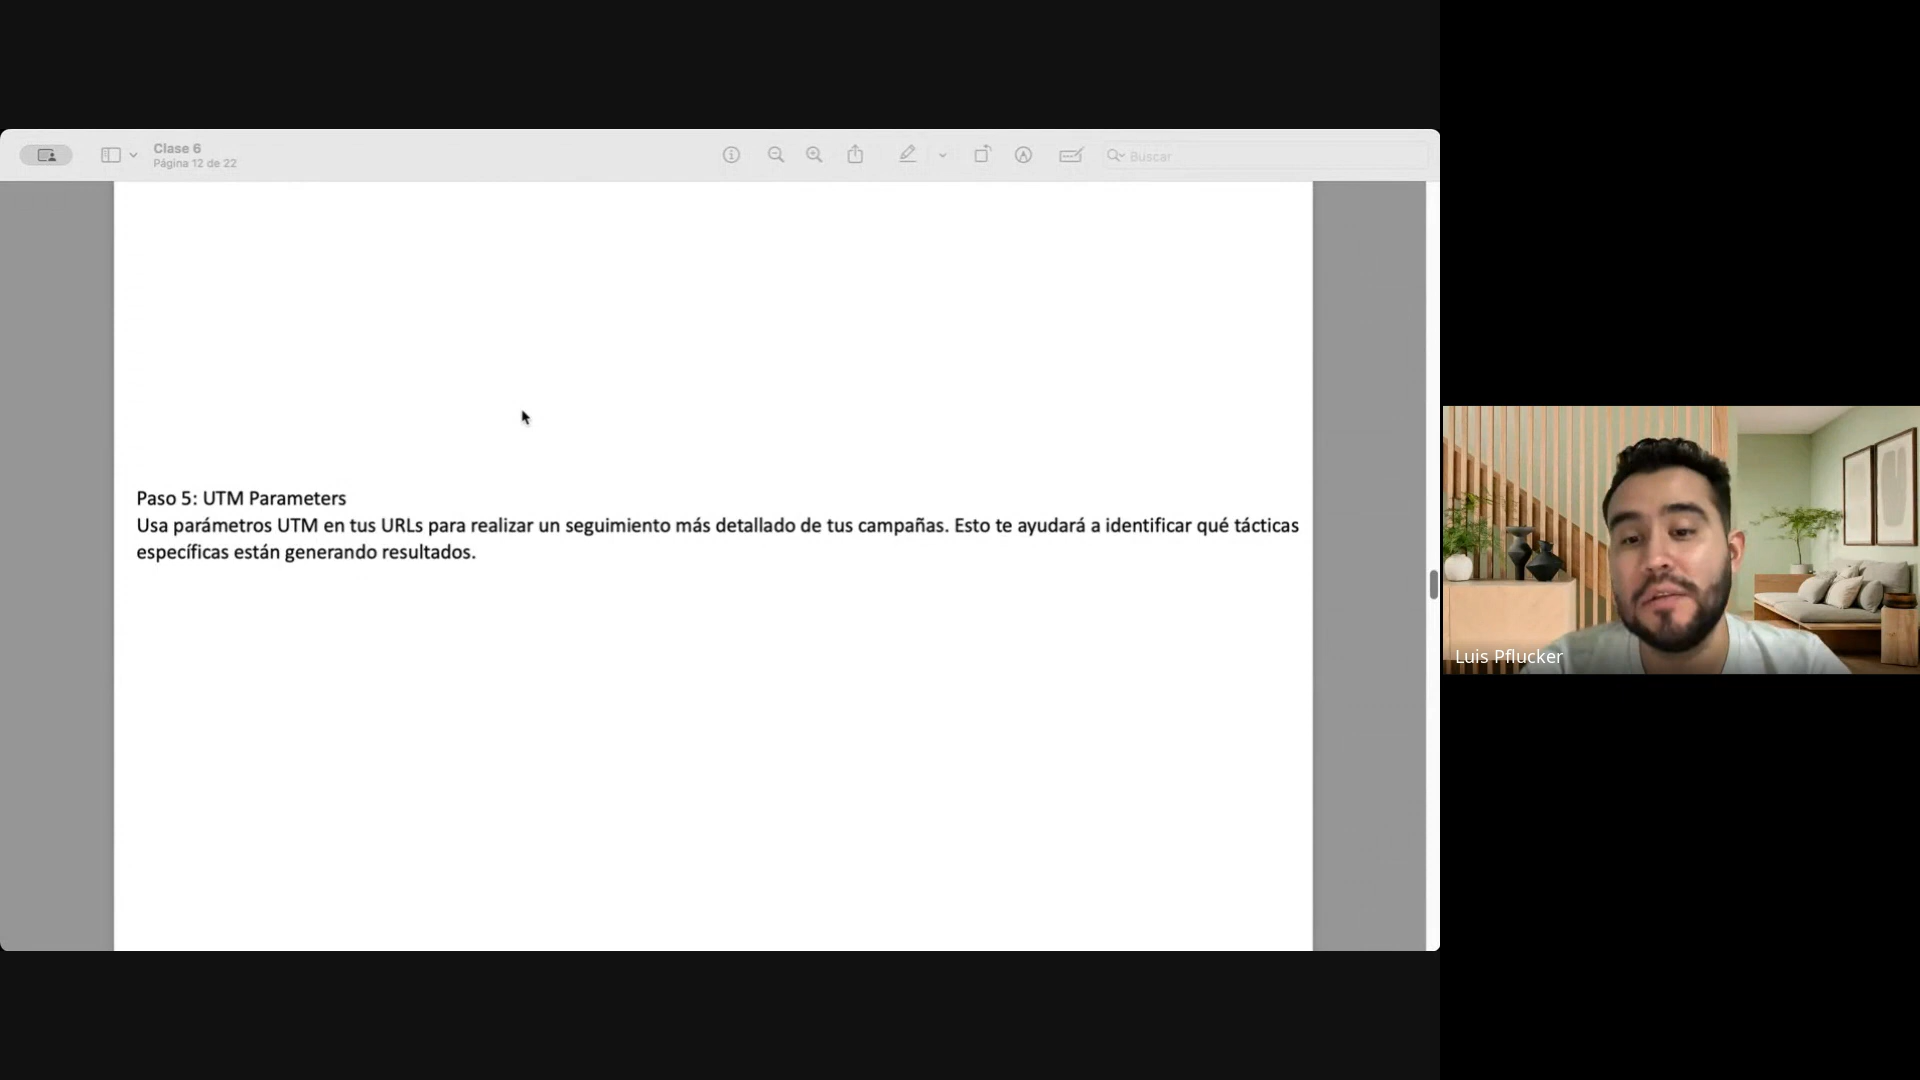 Clase 6
Página 12 de 22
Buscar
Paso 5: UTM Parameters
Usa parámetros UTM en tus URLs para realizar un seguimiento más detallado de tus campañas. Esto te ayudará a identificar qué tácticas
específicas están generando resultados.
Luis Pflucker